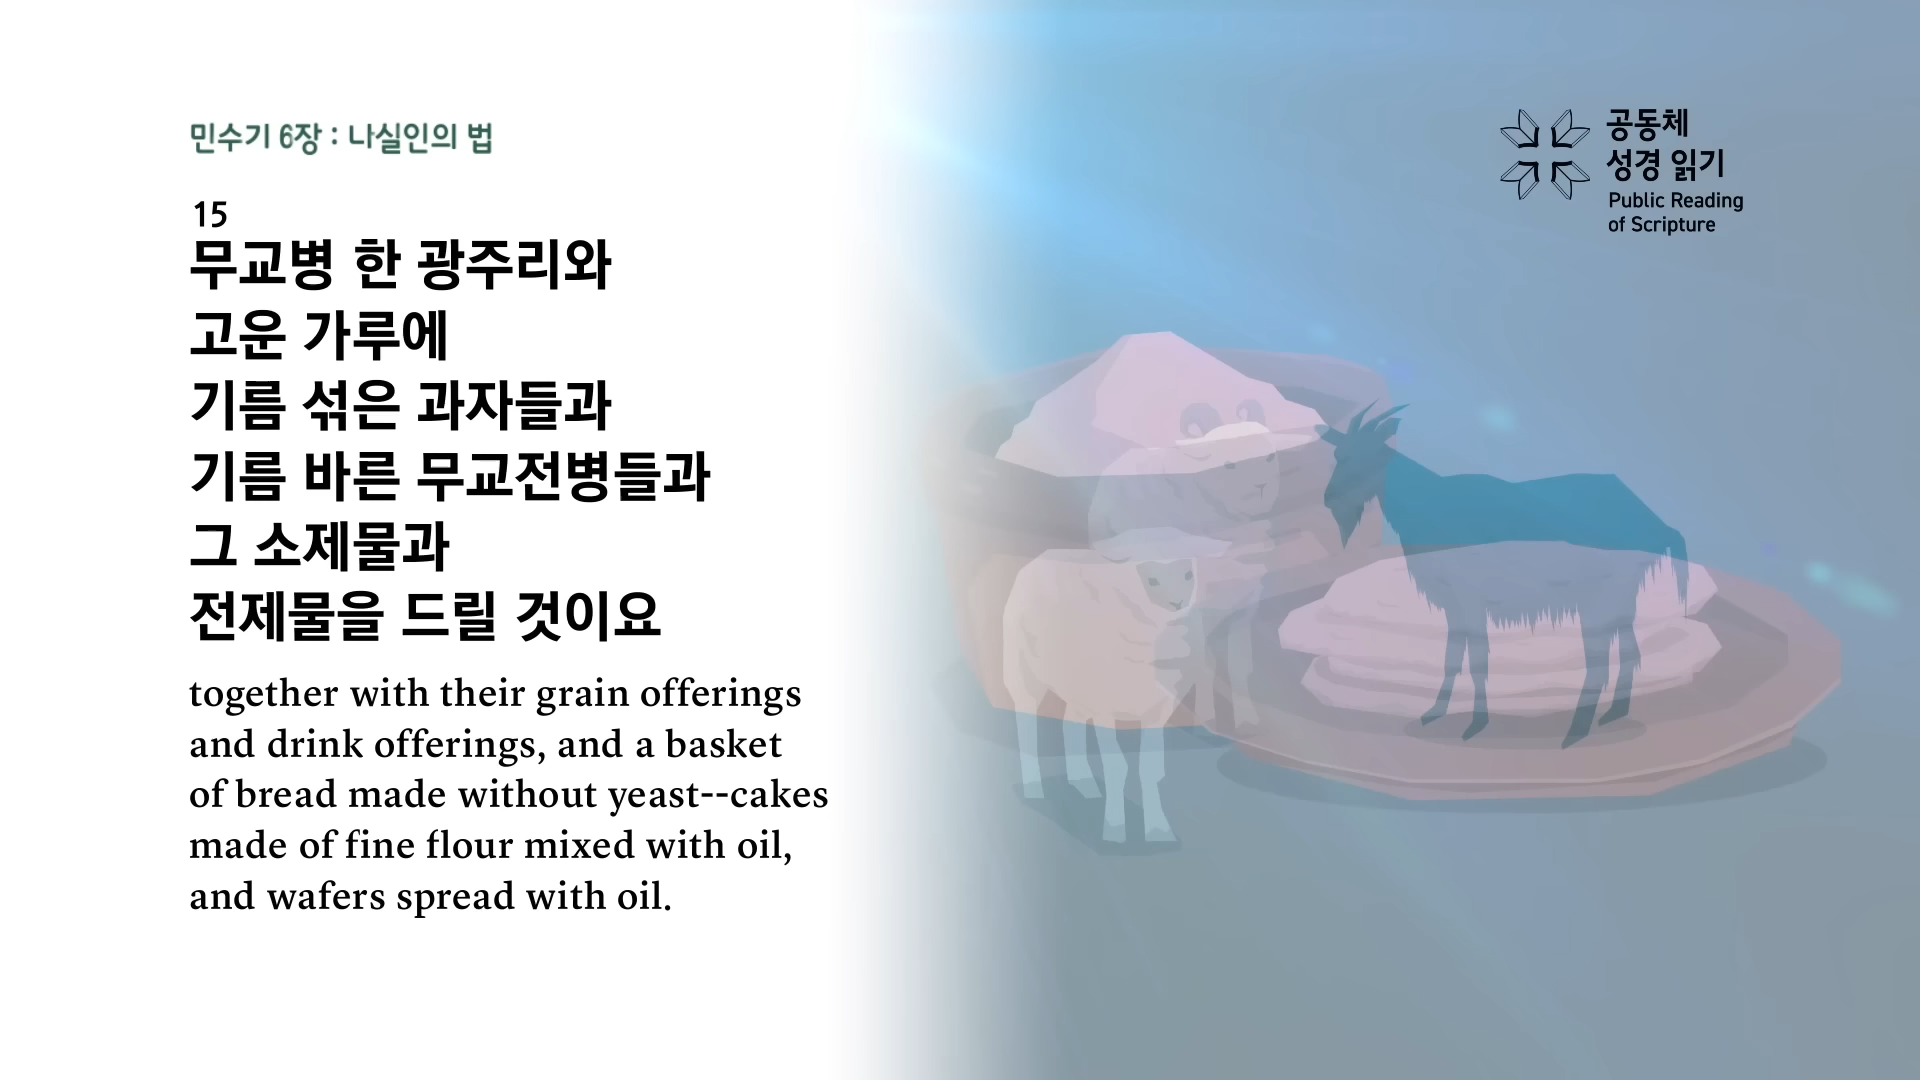 민수기 6장 : 나실인의 법
15
무교병 한 광주리와
고운 가루에
기름 섞은 과자들과
기름 바른 무교전병들과
그 소제물과
전제물을 드릴 것이요
together with their grain offerings
and drink offerings, and a basket
of bread made without yeast--cakes
made of fine flour mixed with oil,
and wafers spread with oil.
공동체
성경 읽기
Public Reading
of Scripture